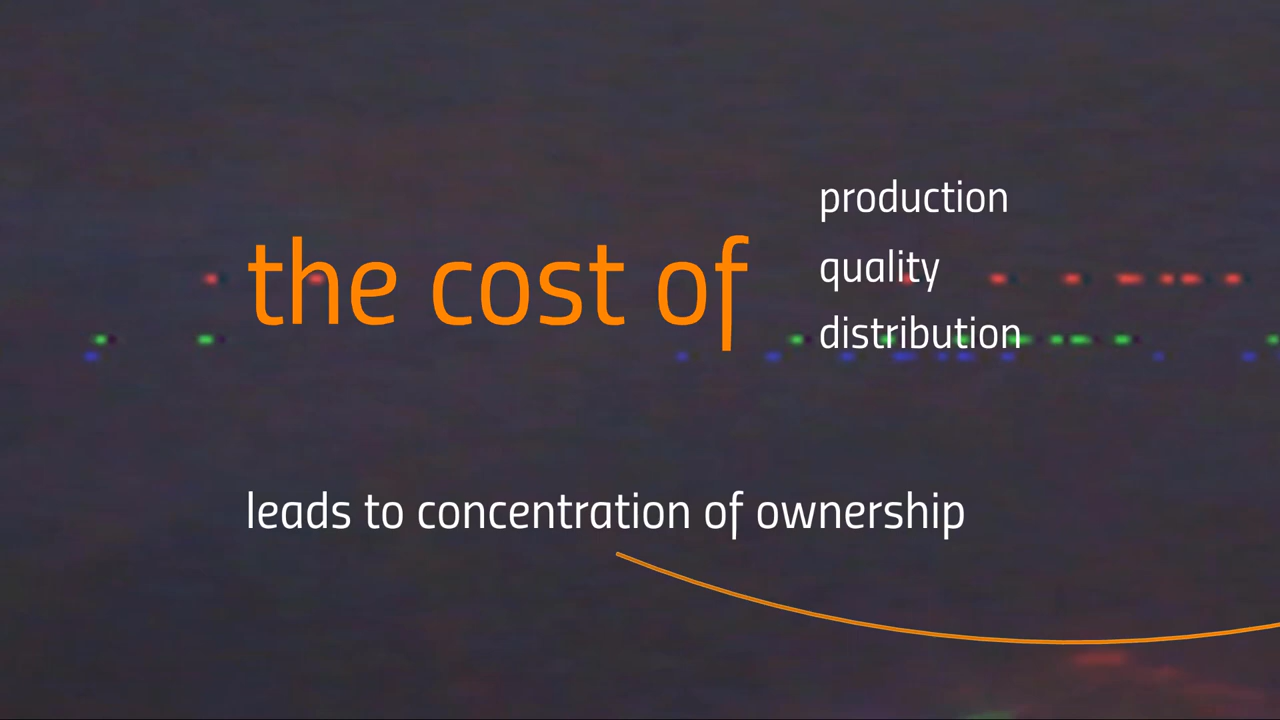 the cost of
production
quality
distribution
leads to concentration of ownership